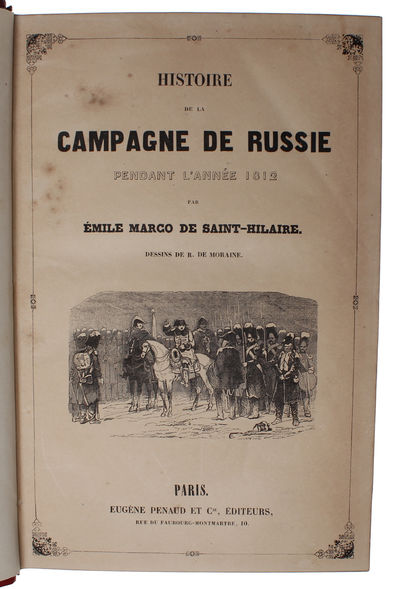 HISTOIRE
DE LA
CAMPAGNE DE RUSSIE
PENDANT L'ANNÉE 1812
PAR
ÉMILE MARCO DE SAINT-HILAIRE.
DESSINS DE R. DE MORAINE.
PARIS.
EUGÈNE PENAUD ET Cie, ÉDITEURS,
RUE DU FAUBOURG-MONTMARTRE, 10.